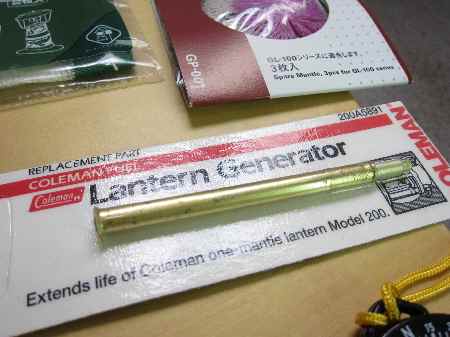 GP-001
GL-100シリーズに適合します。
3枚入
Spare Mantle, 3pcs for GL-100 series
200A5891
REPLACEMENT PART
COLEMAN FUEL
Coleman
Lantern Generator
COLEMAN
Extends life of Coleman one-mantis lantern Model 200.
N